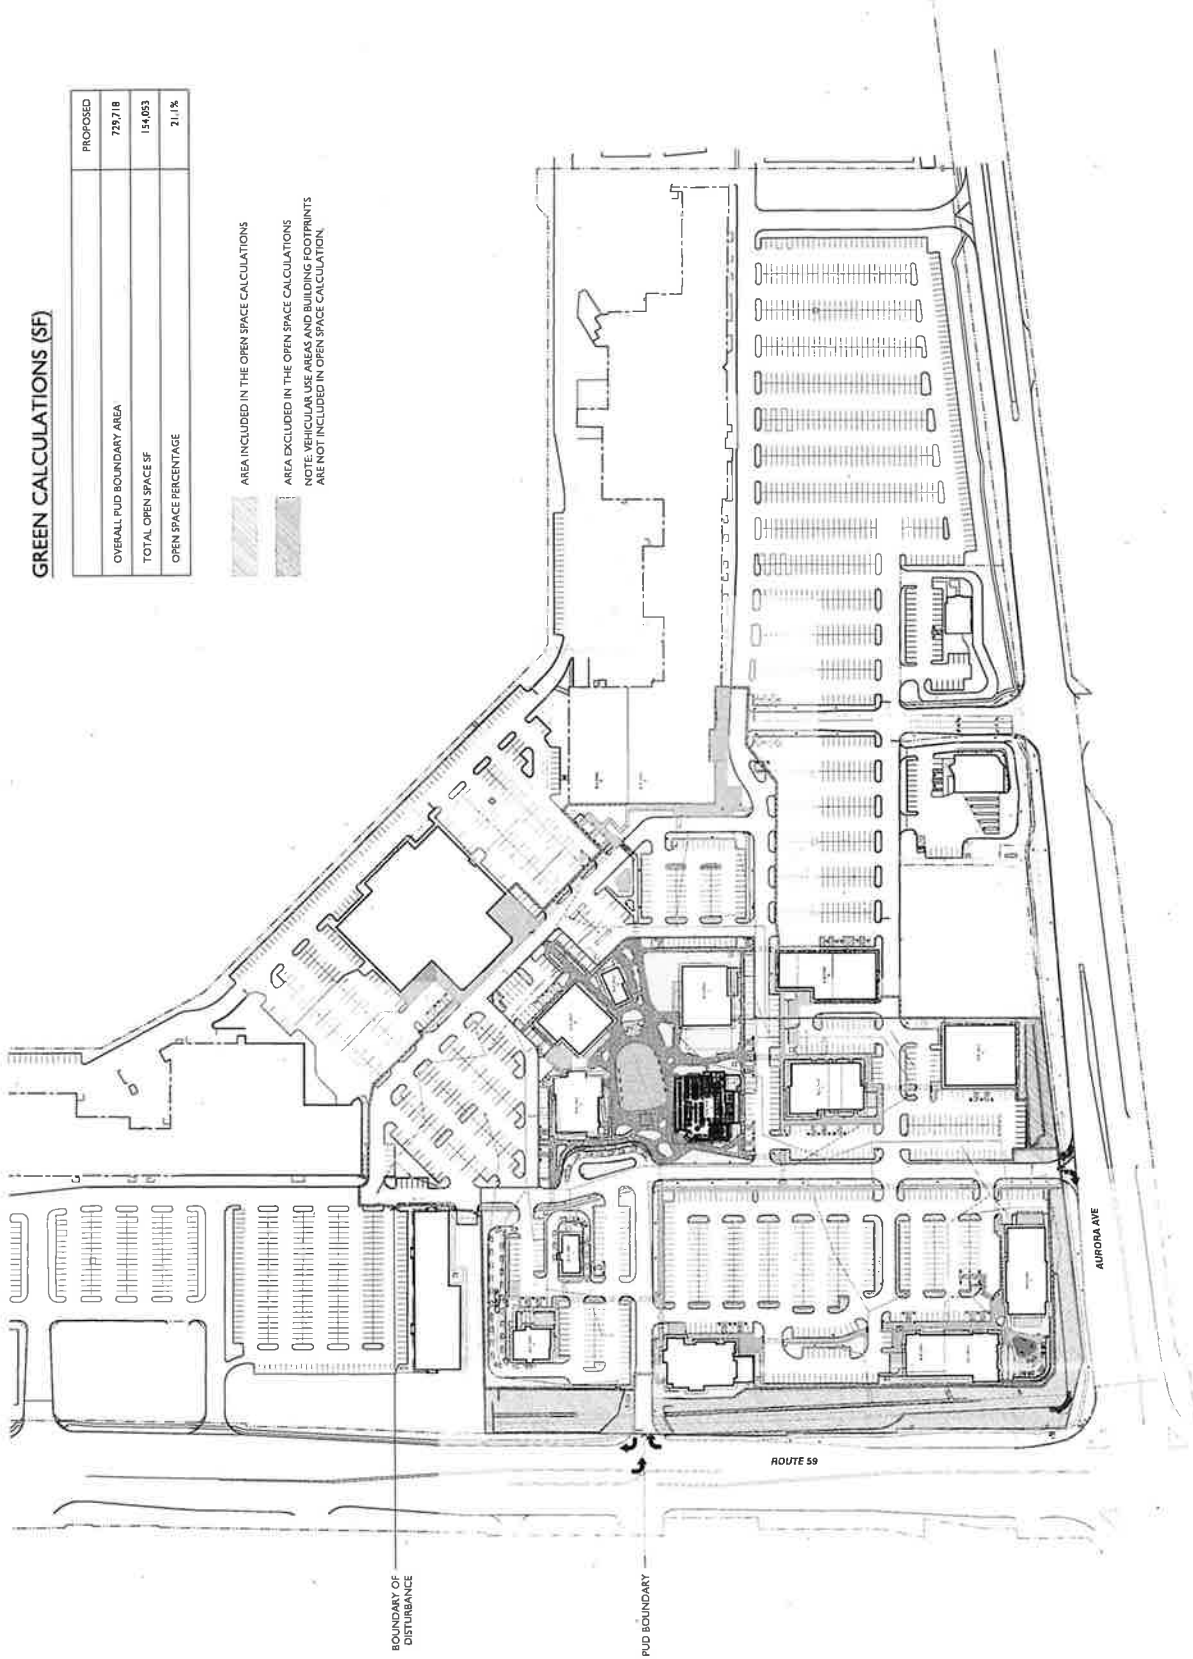 GREEN CALCULATIONS (SF)
PROPOSED
OVERALL PUD BOUNDARY AREA 729,718
TOTAL OPEN SPACE SF 154,053
OPEN SPACE PERCENTAGE 21.1%
AREA INCLUDED IN THE OPEN SPACE CALCULATIONS
AREA EXCLUDED IN THE OPEN SPACE CALCULATIONS
NOTE: VEHICULAR USE AREAS AND BUILDING FOOTPRINTS
ARE NOT INCLUDED IN OPEN SPACE CALCULATION.
AURORA AVE
ROUTE 59
BOUNDARY OF
DISTURBANCE
PUD BOUNDARY